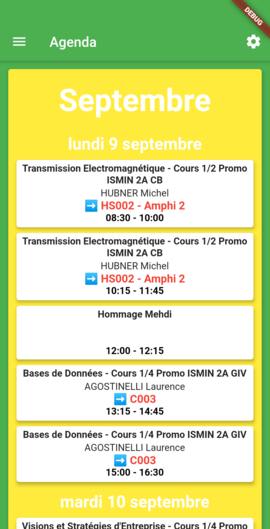 DEBUG
Agenda
Septembre
lundi 9 septembre
Transmission Electromagnétique - Cours 1/2 Promo
ISMIN 2A CB
HUBNER Michel
➡️ HS002 - Amphi 2
08:30 - 10:00
Transmission Electromagnétique - Cours 1/2 Promo
ISMIN 2A CB
HUBNER Michel
➡️ HS002 - Amphi 2
10:15 - 11:45
Hommage Mehdi
12:00 - 12:15
Bases de Données - Cours 1/4 Promo ISMIN 2A GIV
AGOSTINELLI Laurence
➡️ C003
13:15 - 14:45
Bases de Données - Cours 1/4 Promo ISMIN 2A GIV
AGOSTINELLI Laurence
➡️ C003
15:00 - 16:30
mardi 10 septembre
Visions et Stratégies d'Entreprise - Cours 1/4 Promo